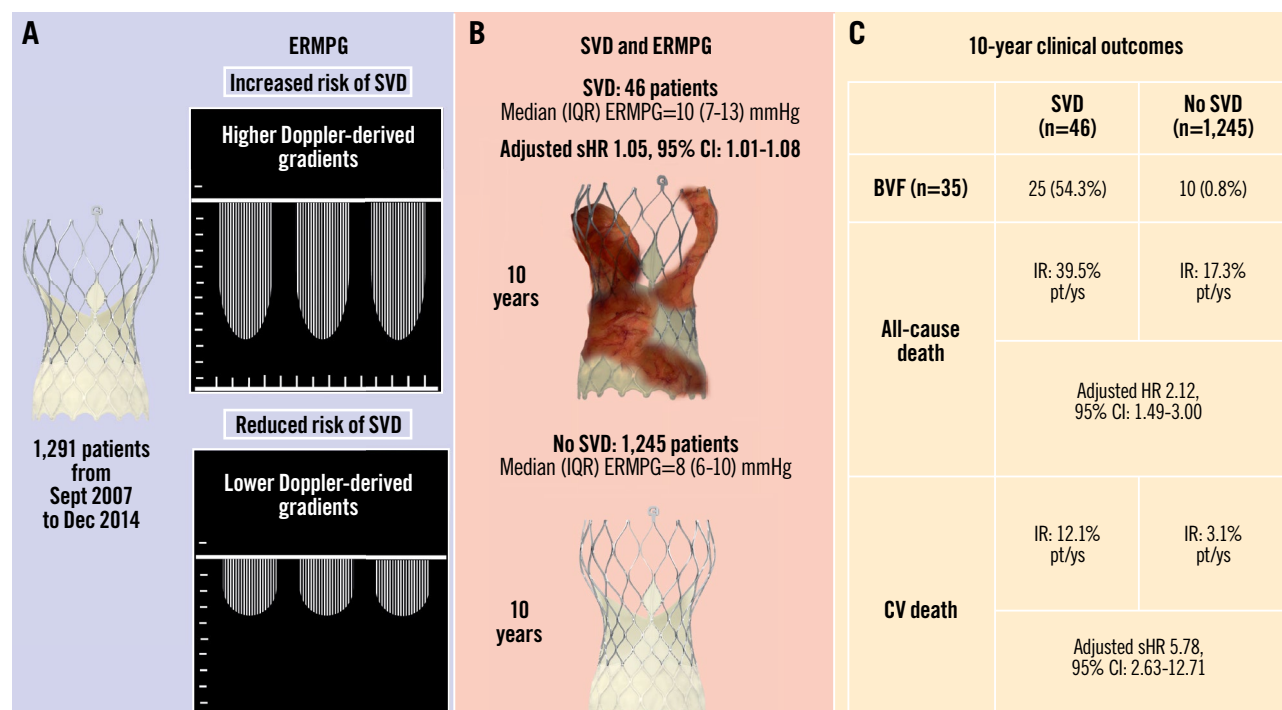 A
ERMPG
Increased risk of SVD
Higher Doppler-derived
gradients
1,291 patients
from
Sept 2007
to Dec 2014
Reduced risk of SVD
Lower Doppler-derived
gradients
B
SVD and ERMPG
SVD: 46 patients
Median (IQR) ERMPG=10 (7-13) mmHg
Adjusted sHR 1.05, 95% CI: 1.01-1.08
10
years
No SVD: 1,245 patients
Median (IQR) ERMPG=8 (6-10) mmHg
10
years
C
10-year clinical outcomes
SVD
(n=46)
No SVD
(n=1,245)
BVF (n=35)
25 (54.3%)
10 (0.8%)
All-cause
death
IR: 39.5%
pt/ys
IR: 17.3%
pt/ys
Adjusted HR 2.12,
95% CI: 1.49-3.00
CV death
IR: 12.1%
pt/ys
IR: 3.1%
pt/ys
Adjusted sHR 5.78,
95% CI: 2.63-12.71